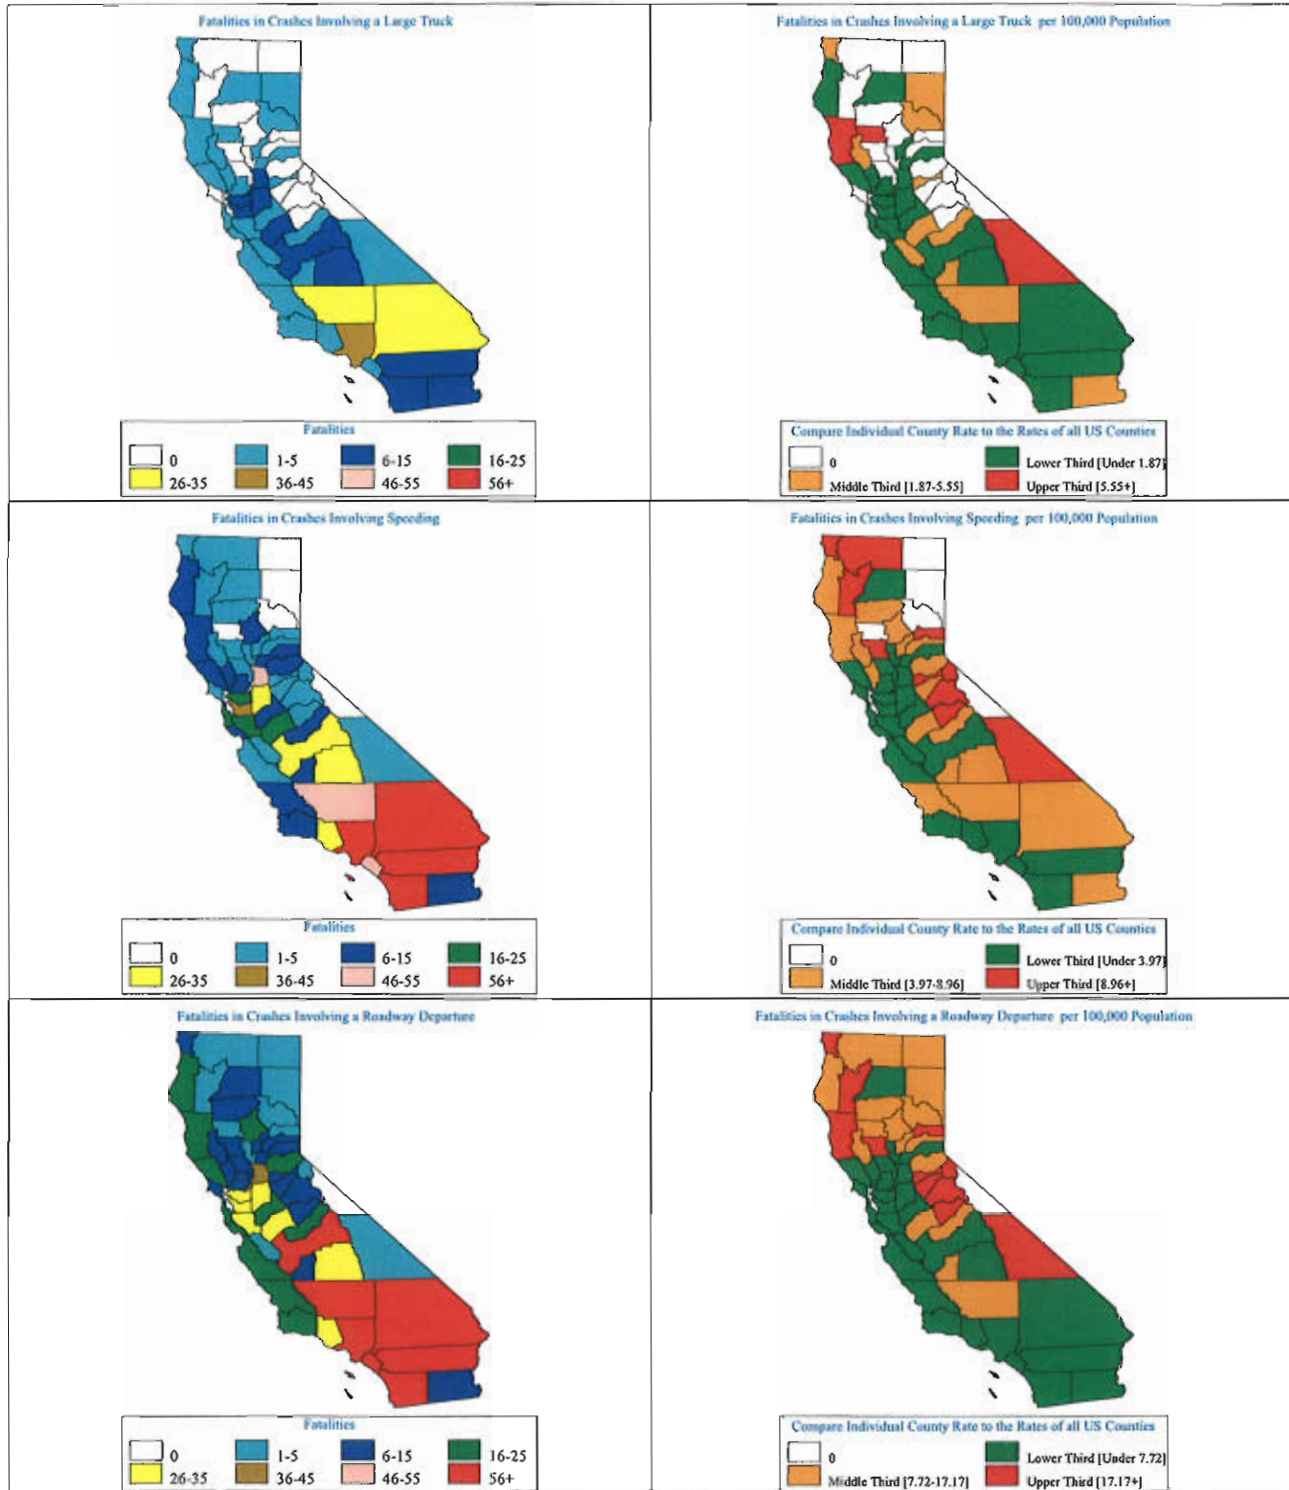 Fatalities in Crashes Involving a Large Truck
Fatalities
0 1-5 6-15 16-25
26-35 36-45 46-55 56+
Fatalities in Crashes Involving a Large Truck per 100,000 Population
Compare Individual County Rate to the Rates of all US Counties
0 Lower Third [Under 1.87]
Middle Third [1.87-5.55] Upper Third [5.55+]
Fatalities in Crashes Involving Speeding
Fatalities
0 1-5 6-15 16-25
26-35 36-45 46-55 56+
Fatalities in Crashes Involving Speeding per 100,000 Population
Compare Individual County Rate to the Rates of all US Counties
0 Lower Third [Under 3.97]
Middle Third [3.97-8.96] Upper Third [8.96+]
Fatalities in Crashes Involving a Roadway Departure
Fatalities
0 1-5 6-15 16-25
26-35 36-45 46-55 56+
Fatalities in Crashes Involving a Roadway Departure per 100,000 Population
Compare Individual County Rate to the Rates of all US Counties
0 Lower Third [Under 7.72]
Middle Third [7.72-17.17] Upper Third [17.17+]